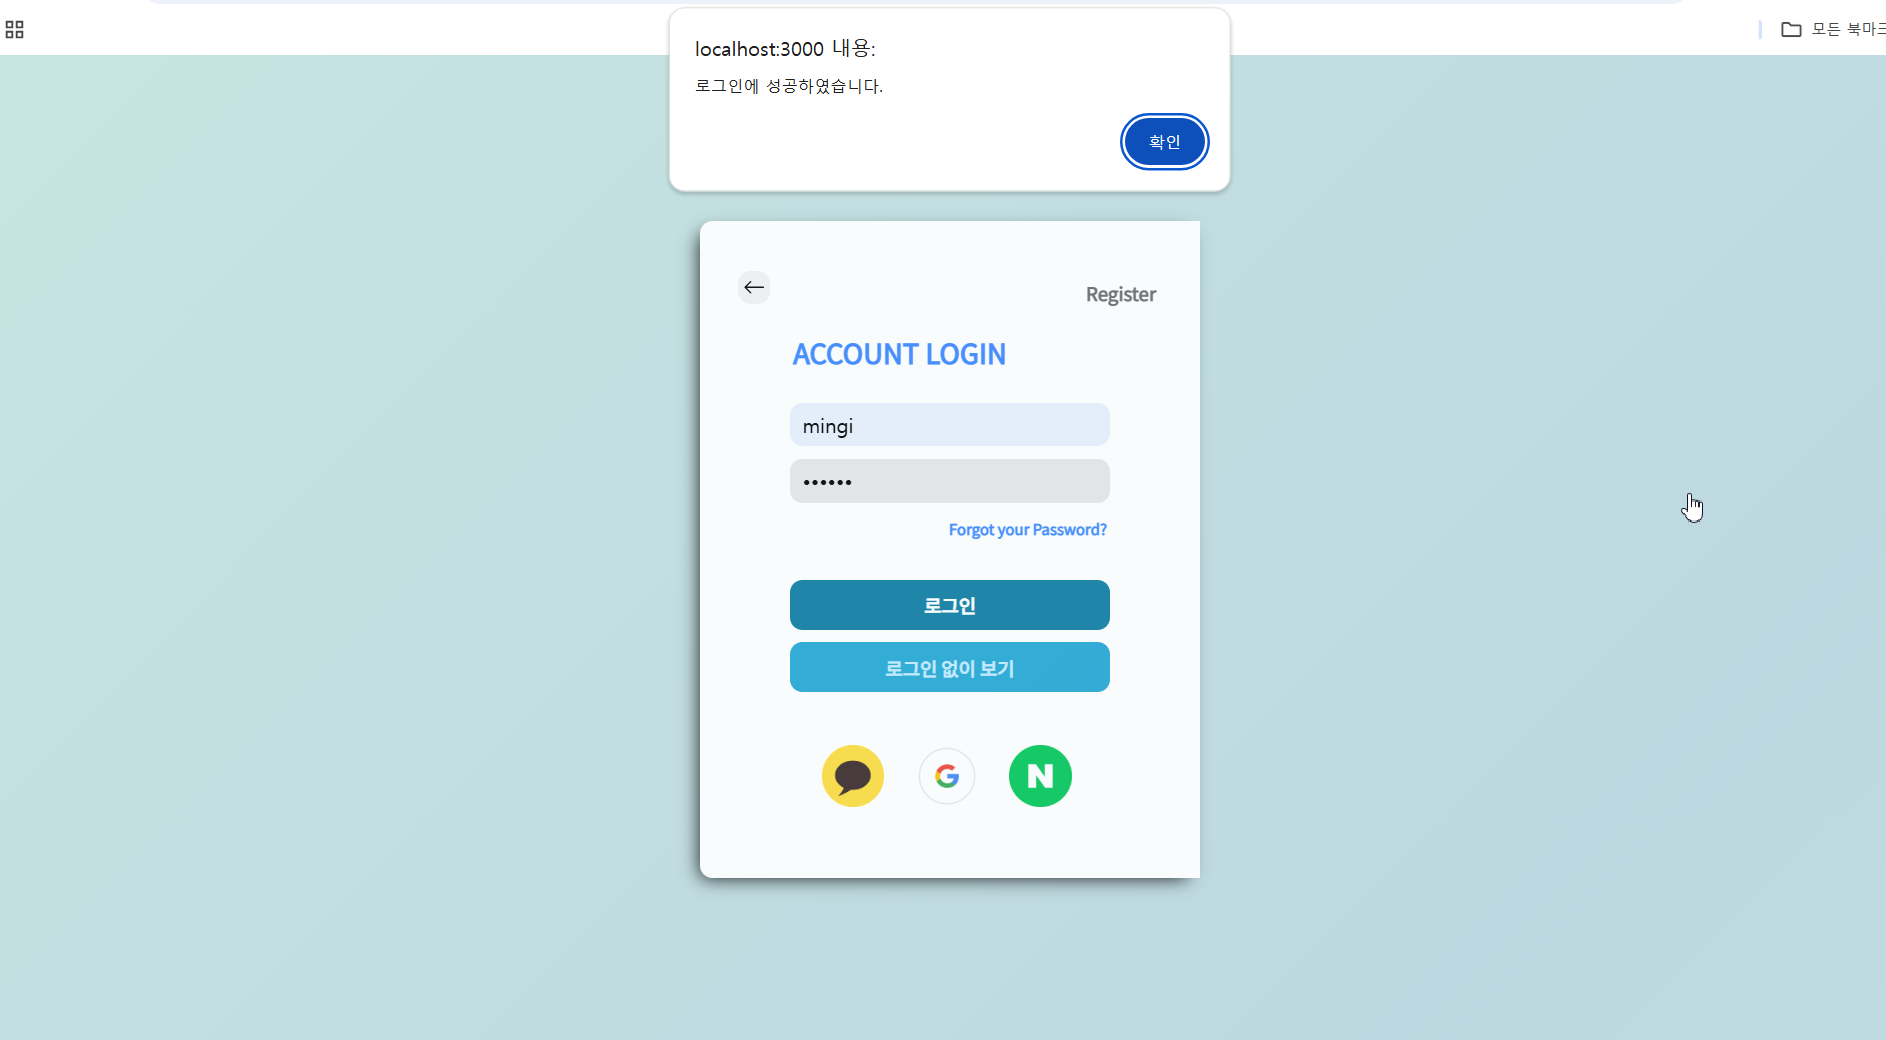 모든 북마크
localhost:3000 내용:
로그인에 성공하였습니다.
확인
Register
ACCOUNT LOGIN
mingi
••••••
Forgot your Password?
로그인
로그인 없이 보기
N